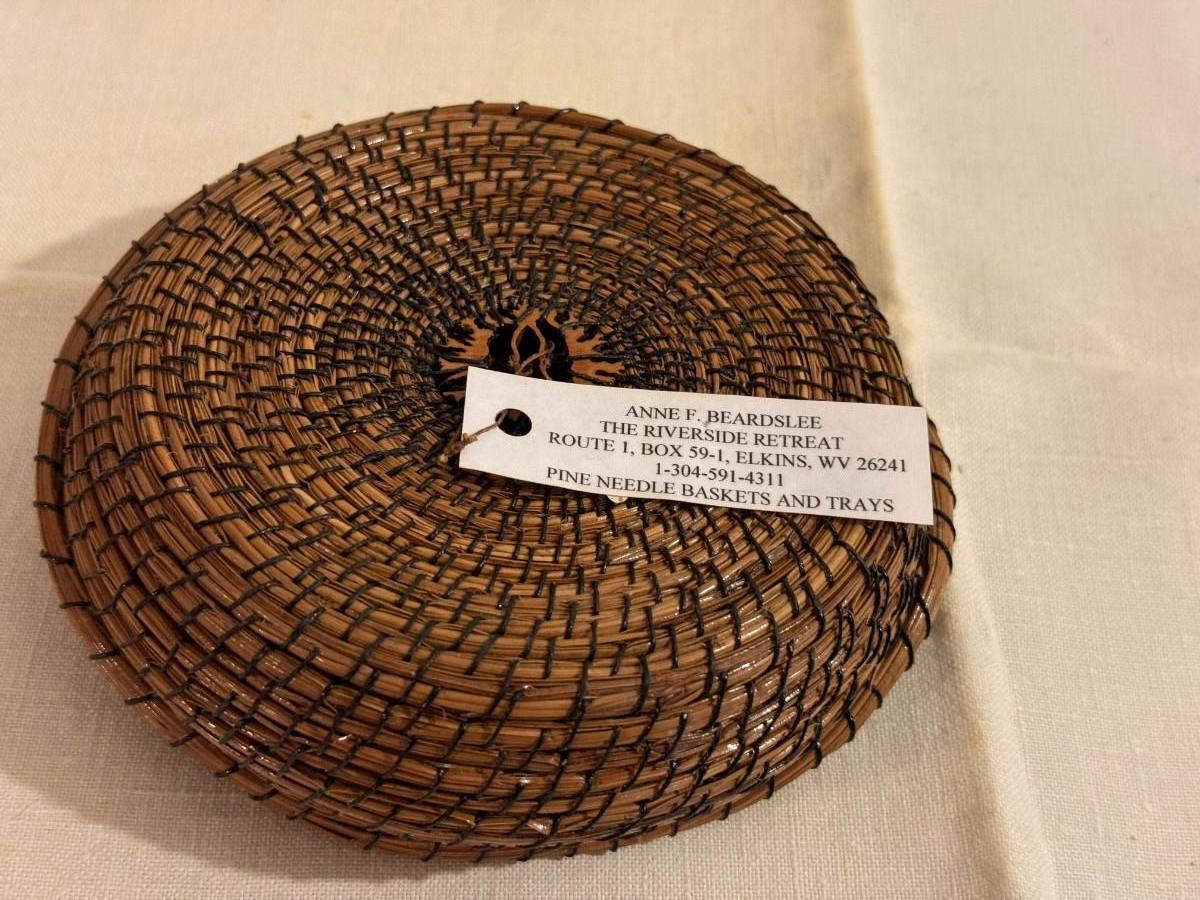 ANNE F. BEARDSLEE
THE RIVERSIDE RETREAT
ROUTE 1, BOX 59-1, ELKINS, WV 26241
1-304-591-4311
PINE NEEDLE BASKETS AND TRAYS